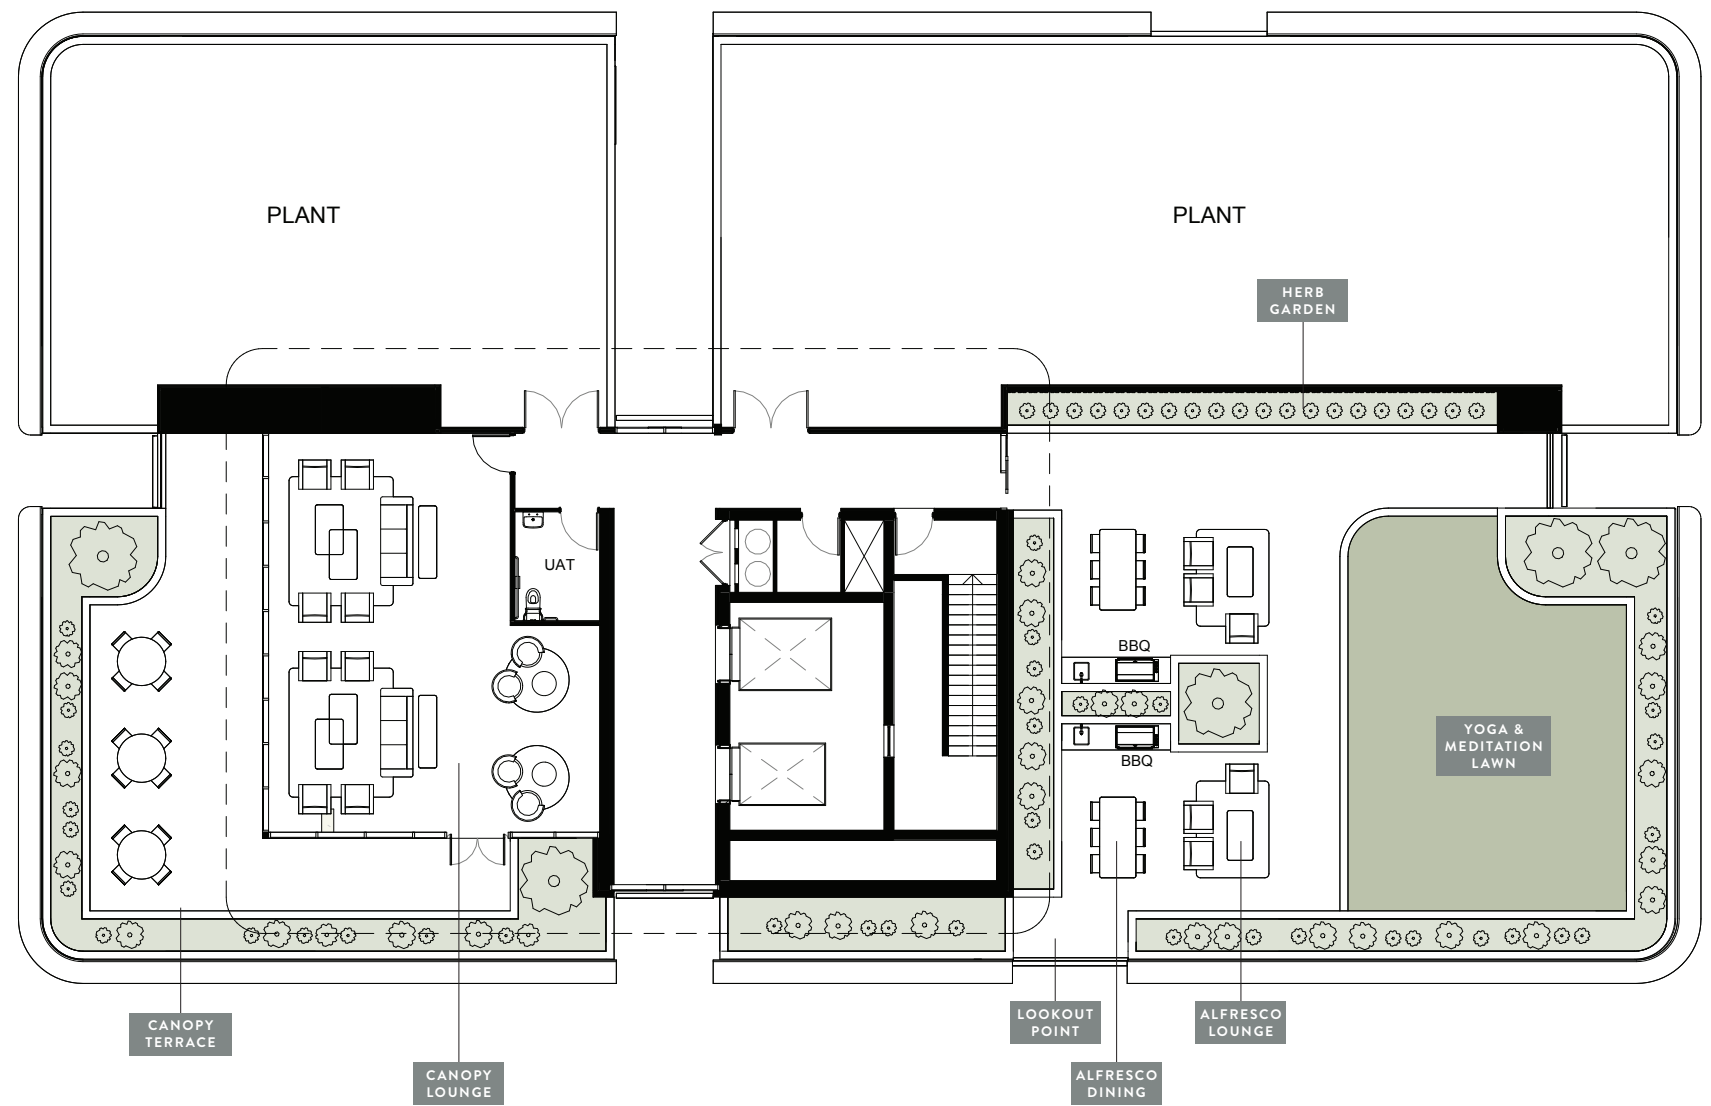 PLANT
PLANT
HERB
GARDEN
UAT
BBQ
YOGA &
MEDITATION
LAWN
BBQ
CANOPY
TERRACE
CANOPY
LOUNGE
LOOKOUT
POINT
ALFRESCO
LOUNGE
ALFRESCO
DINING